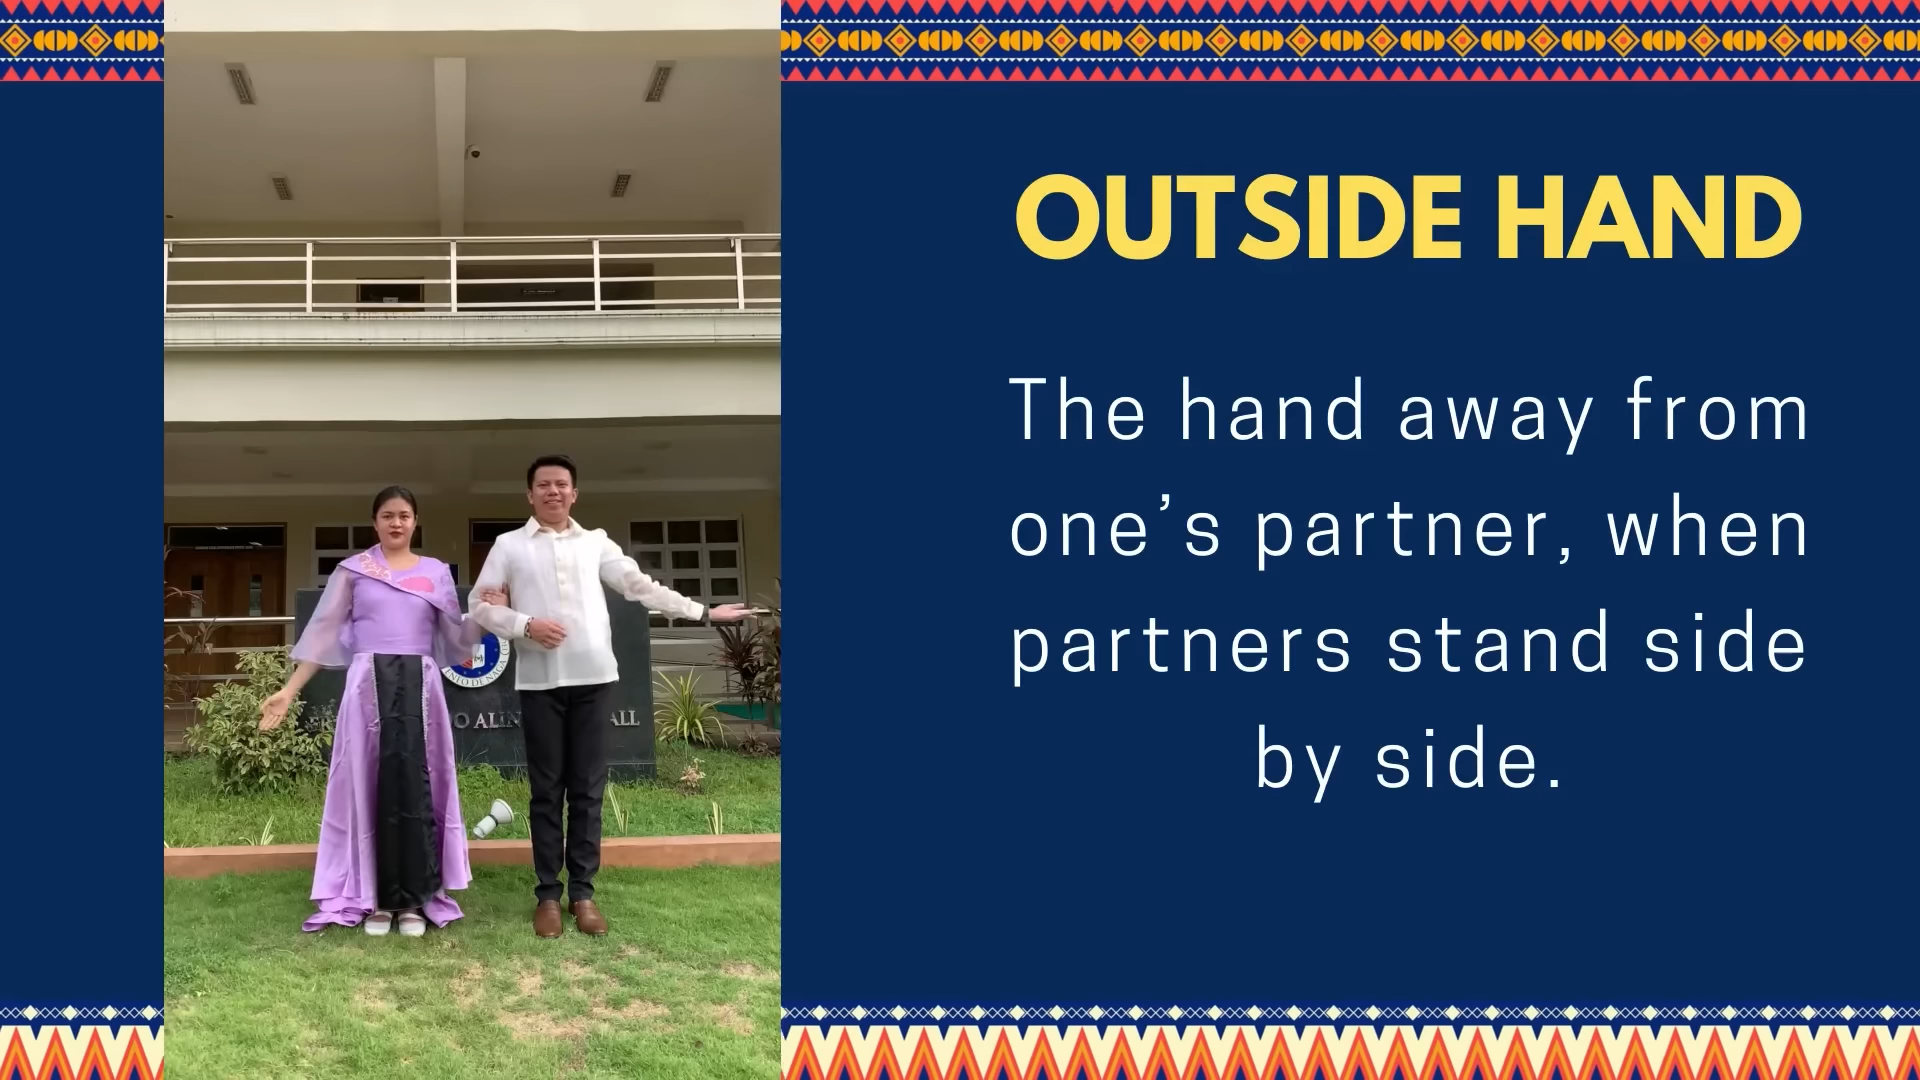 OUTSIDE HAND
The hand away from
one’s partner, when
partners stand side
by side.